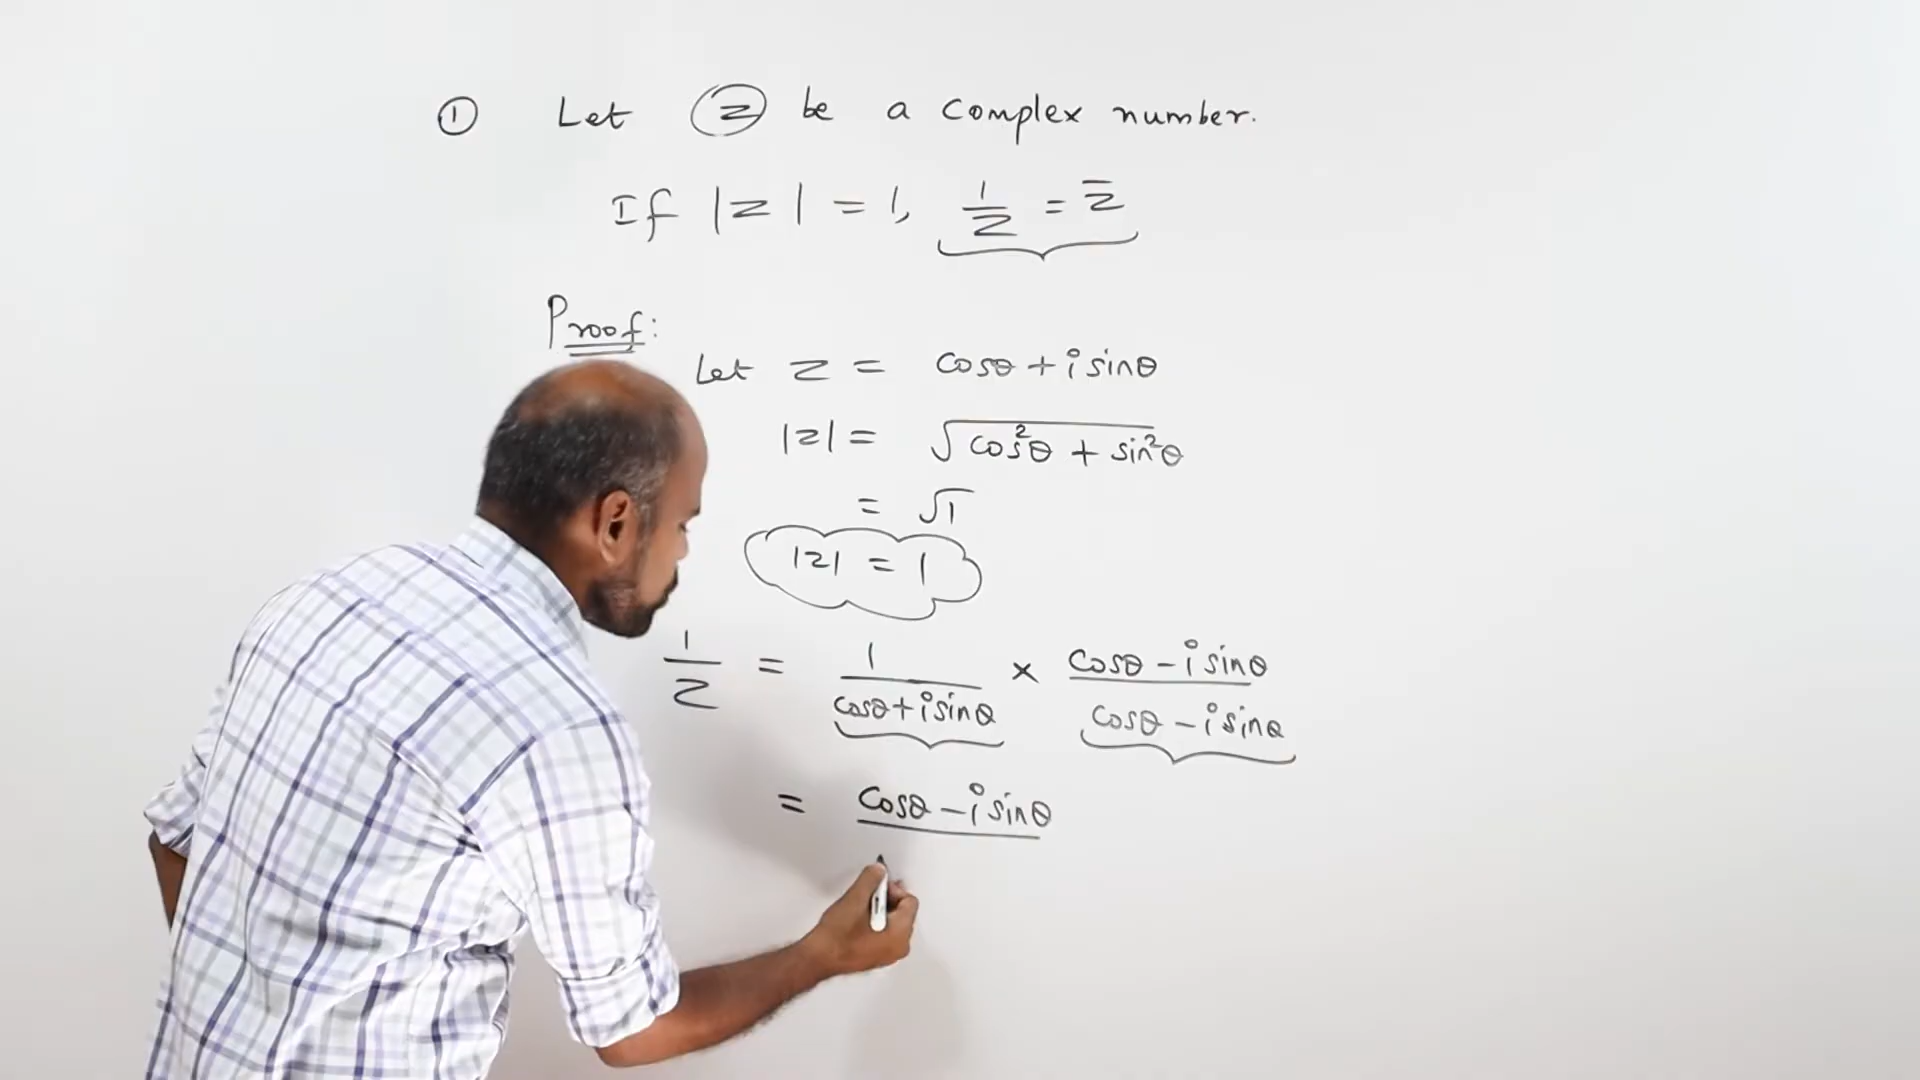 ① Let z be a complex number.
If |z| = 1, 1/z = z̄
Proof:
Let z = cosθ + i sinθ
|z| = √(cos²θ + sin²θ)
= √1
|z| = 1
1/z = 1/(cosθ + i sinθ) × (cosθ - i sinθ)/(cosθ - i sinθ)
= cosθ - i sinθ